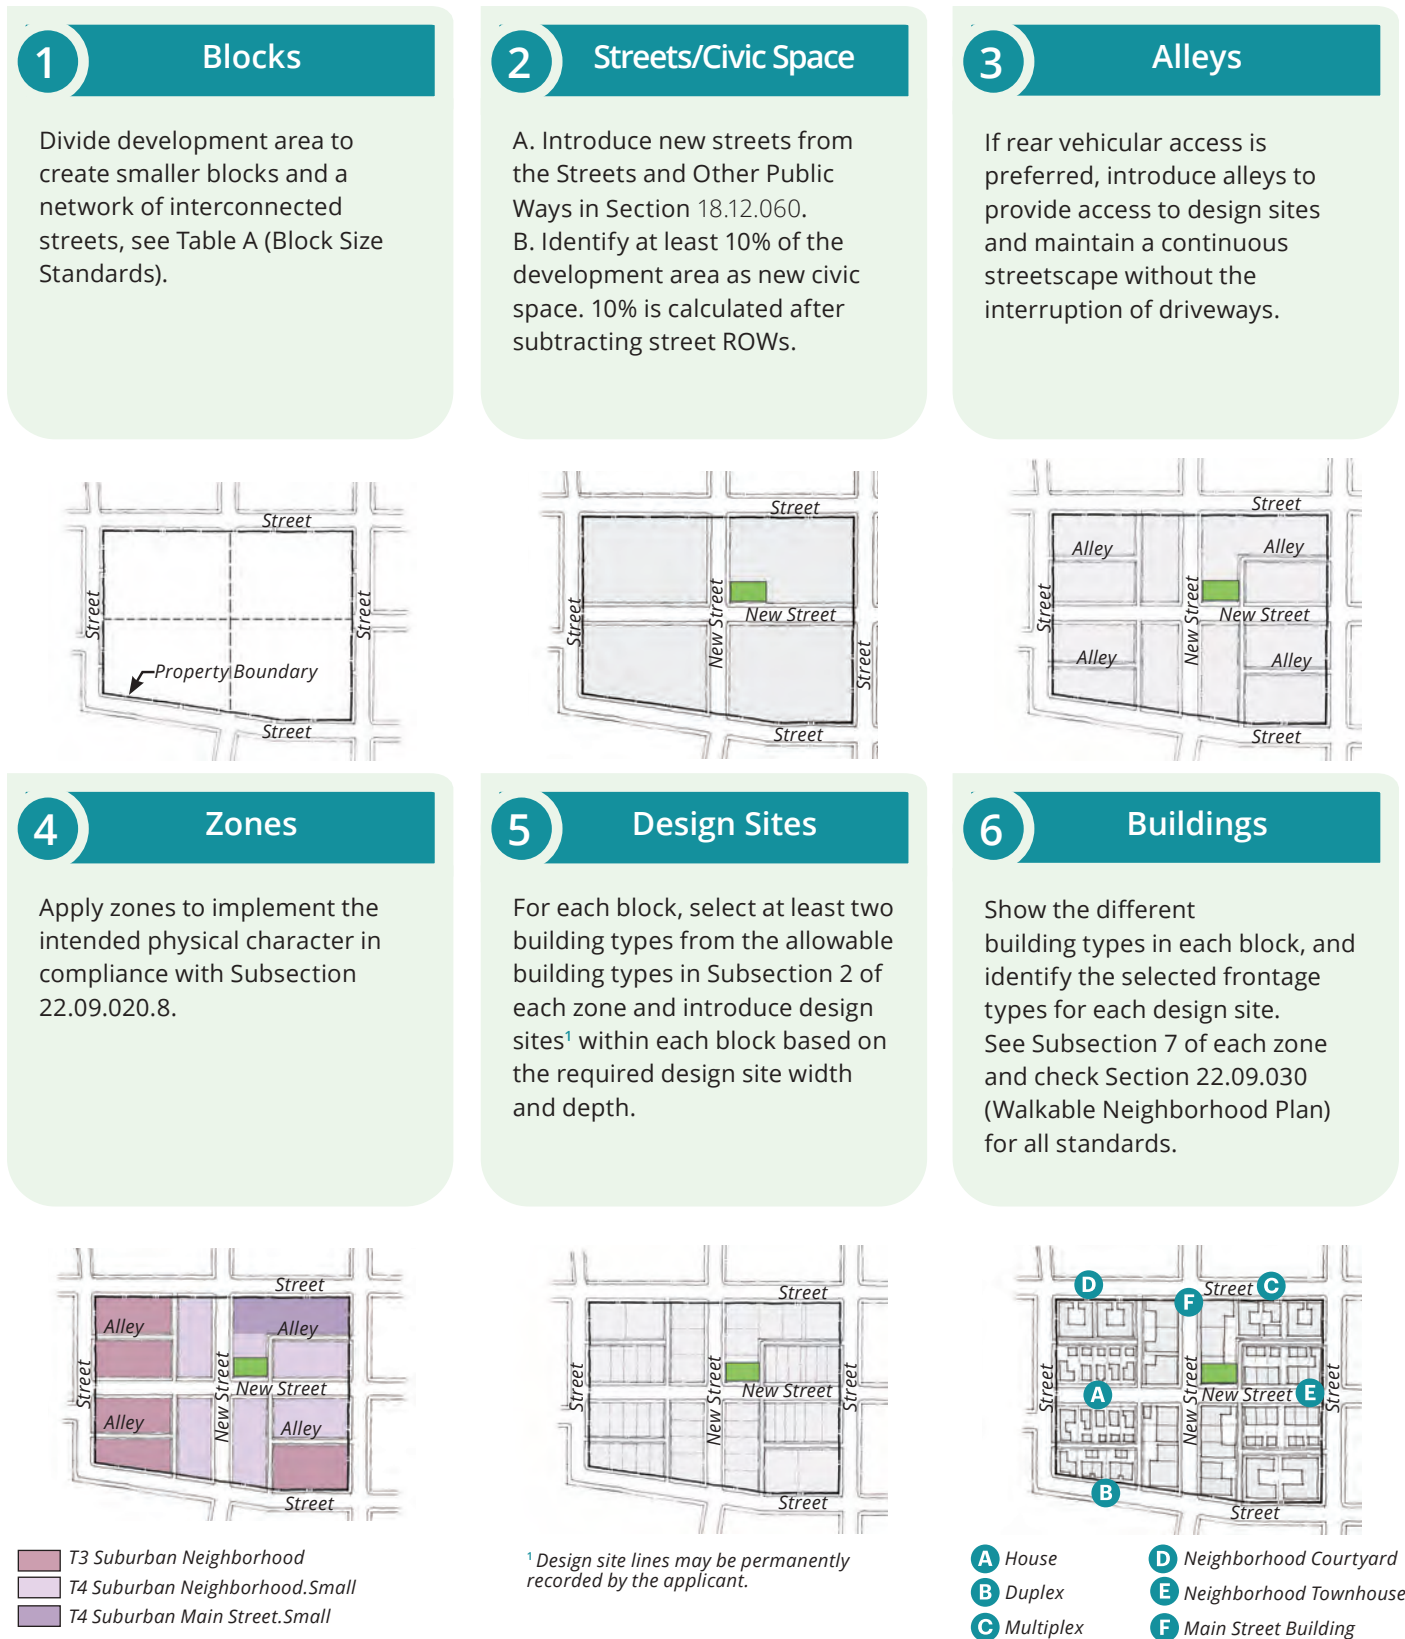 1
Blocks
Divide development area to
create smaller blocks and a
network of interconnected
streets, see Table A (Block Size
Standards).
2
Streets/Civic Space
A. Introduce new streets from
the Streets and Other Public
Ways in Section 18.12.060.
B. Identify at least 10% of the
development area as new civic
space. 10% is calculated after
subtracting street ROWs.
3
Alleys
If rear vehicular access is
preferred, introduce alleys to
provide access to design sites
and maintain a continuous
streetscape without the
interruption of driveways.
Street
Street
Street
Property Boundary
Street
Street
Street
New Street
New Street
Street
Street
Street
Alley
Alley
Street
New Street
New Street
Alley
Alley
Street
4
Zones
Apply zones to implement the
intended physical character in
compliance with Subsection
22.09.020.8.
5
Design Sites
For each block, select at least two
building types from the allowable
building types in Subsection 2 of
each zone and introduce design
sites¹ within each block based on
the required design site width
and depth.
6
Buildings
Show the different
building types in each block, and
identify the selected frontage
types for each design site.
See Subsection 7 of each zone
and check Section 22.09.030
(Walkable Neighborhood Plan)
for all standards.
Street
Alley
Alley
Street
New Street
New Street
Alley
Alley
Street
T3 Suburban Neighborhood
T4 Suburban Neighborhood.Small
T4 Suburban Main Street.Small
Street
Street
New Street
New Street
Street
Street
¹ Design site lines may be permanently
recorded by the applicant.
D
F
Street
C
Street
A
New Street
New Street
E
Street
B
Street
A House
B Duplex
C Multiplex
D Neighborhood Courtyard
E Neighborhood Townhouse
F Main Street Building